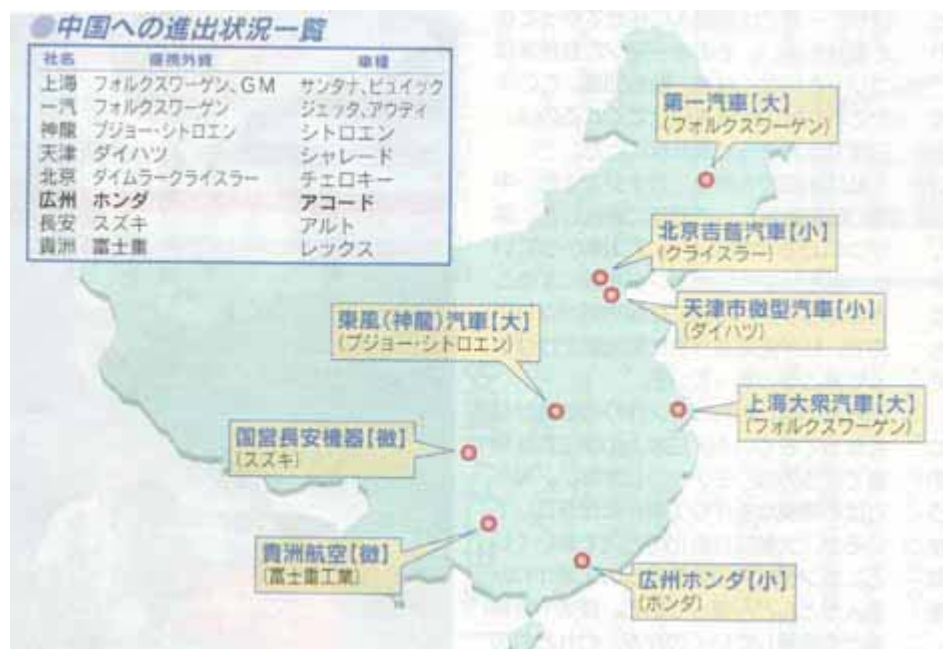 ●中国への進出状況一覧
社名 提携外資 車種
上海 フォルクスワーゲン、GM サンタナ、ビュイック
一汽 フォルクスワーゲン ジェッタ、アウディ
神龍 プジョー・シトロエン シトロエン
天津 ダイハツ シャレード
北京 ダイムラークライスラー チェロキー
広州 ホンダ アコード
長安 スズキ アルト
貴洲 富士重 レックス
第一汽車【大】
(フォルクスワーゲン)
北京吉普汽車【小】
(クライスラー)
天津市微型汽車【小】
(ダイハツ)
東風(神龍)汽車【大】
(プジョー・シトロエン)
上海大衆汽車【大】
(フォルクスワーゲン)
国営長安機器【微】
(スズキ)
貴洲航空【微】
(富士重工業)
広州ホンダ【小】
(ホンダ)